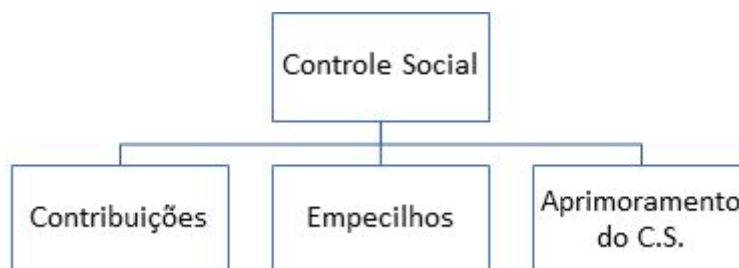 Controle Social
Contribuições
Empecilhos
Aprimoramento
do C.S.